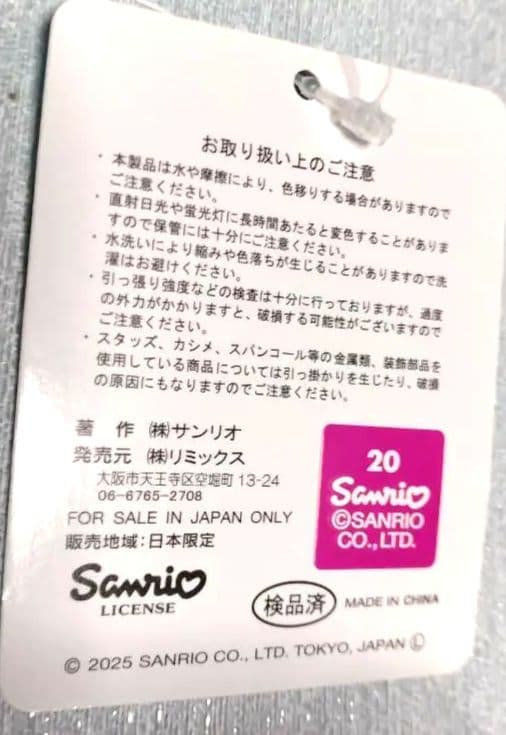 お取り扱い上のご注意
・本製品は水や摩擦により、色移りする場合がありますので
ご注意ください。
・直射日光や蛍光灯に長時間あたると変色することがありま
すので保管には十分にご注意ください。
・水洗いにより縮みや色落ちが生じることがありますので洗
濯はお避けください。
・引っ張り強度などの検査は十分に行っておりますが、過度
の外力がかかりますと、破損する可能性がございますので
ご注意ください。
・スタッズ、カシメ、スパンコール等の金属類、装飾部品を
使用している商品については引っ掛かりを生じたり、破損
の原因にもなりますのでご注意ください。
著 作 ㈱サンリオ
発売元 ㈱リミックス
大阪市天王寺区空堀町 13-24
06-6765-2708
FOR SALE IN JAPAN ONLY
販売地域:日本限定
20
Sanrio
©SANRIO
CO.,LTD.
Sanrio
LICENSE
検品済
MADE IN CHINA
© 2025 SANRIO CO., LTD. TOKYO, JAPAN Ⓛ